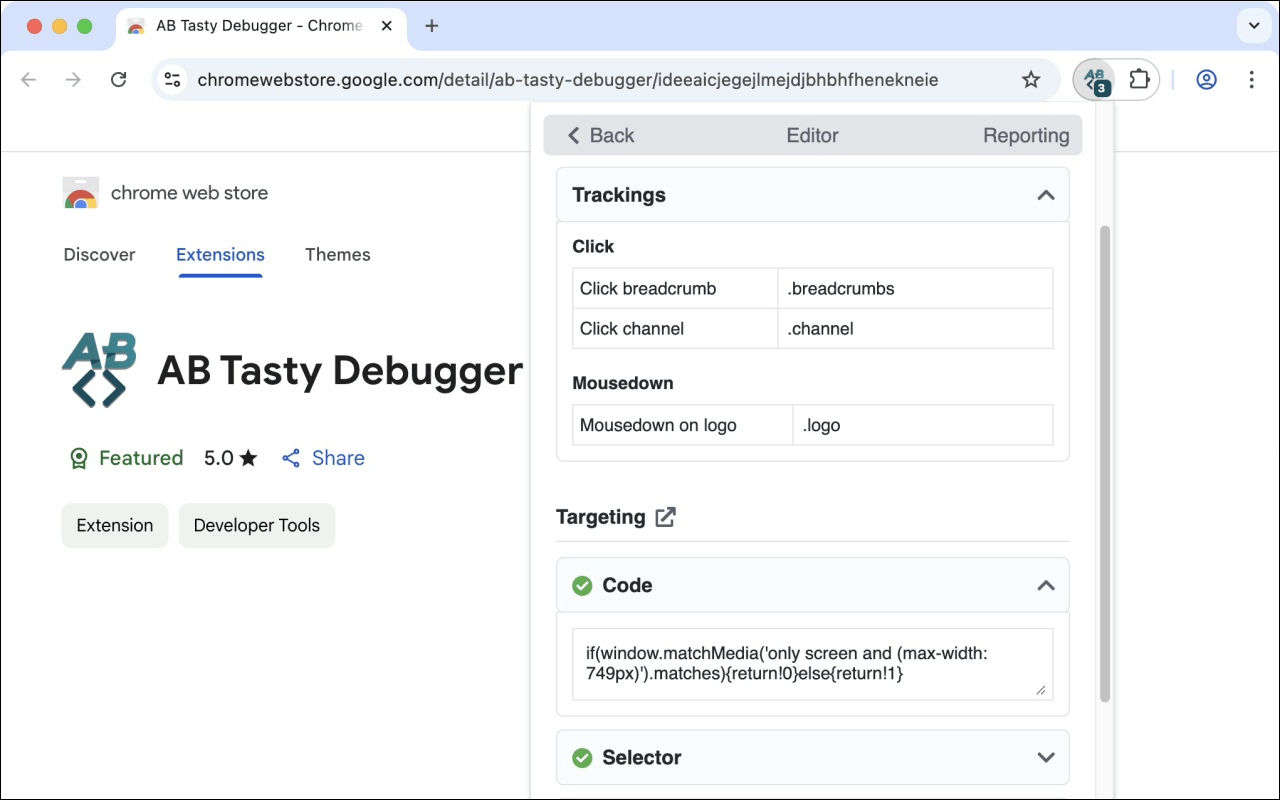 AB Tasty Debugger - Chrome
chromewebstore.google.com/detail/ab-tasty-debugger/ideeaicjegejlmejdjbhbhfhenekneie
AB
3
Back
Editor
Reporting
chrome web store
Discover
Extensions
Themes
AB
AB Tasty Debugger
Featured
5.0
Share
Extension
Developer Tools
Trackings
Click
Click breadcrumb
.breadcrumbs
Click channel
.channel
Mousedown
Mousedown on logo
.logo
Targeting
Code
if(window.matchMedia('only screen and (max-width:
749px)').matches){return!0}else{return!1}
Selector